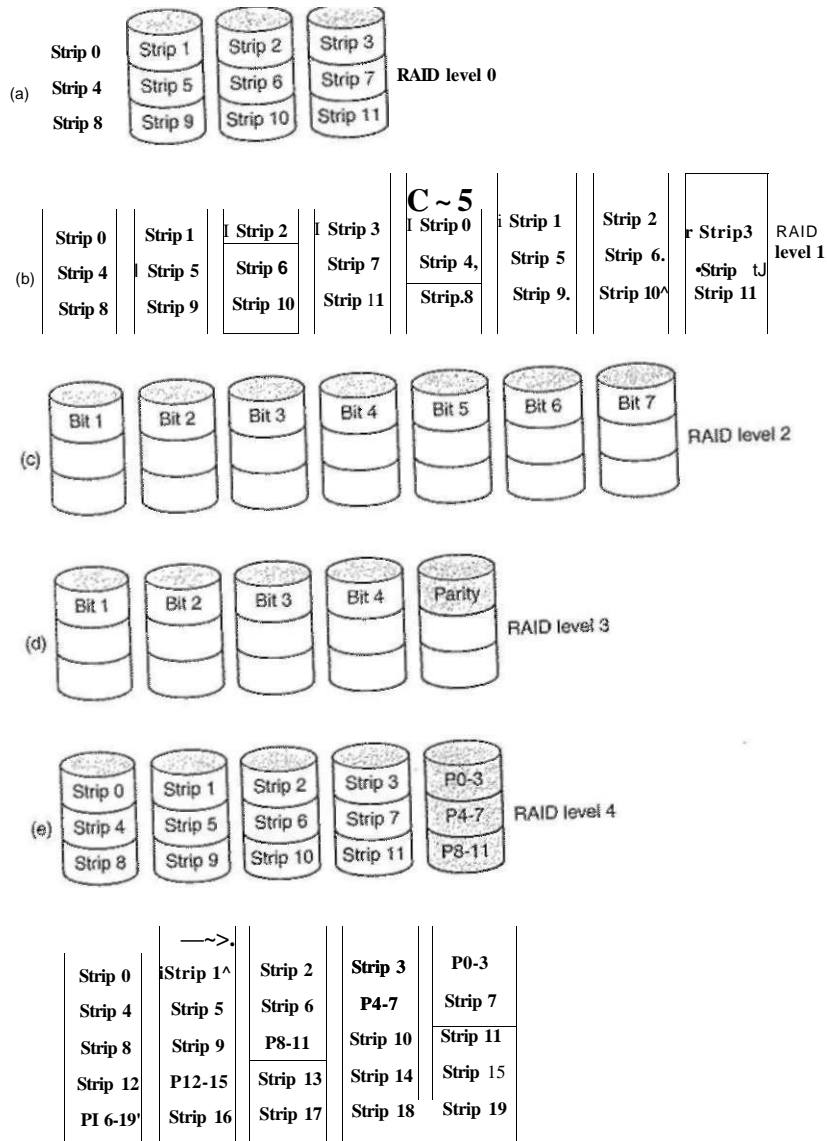 Strip 0 Strip 1 Strip 2 Strip 3
(a) Strip 4 Strip 5 Strip 6 Strip 7 RAID level 0
Strip 8 Strip 9 Strip 10 Strip 11
C ~ 5
Strip 0 Strip 1 I Strip 2 I Strip 3 I Strip 0 i Strip 1 Strip 2 r Strip3 RAID
(b) Strip 4 l Strip 5 Strip 6 Strip 7 Strip 4, Strip 5 Strip 6. •Strip tJ level 1
Strip 8 Strip 9 Strip 10 Strip 11 Strip.8 Strip 9. Strip 10^ Strip 11
Bit 1 Bit 2 Bit 3 Bit 4 Bit 5 Bit 6 Bit 7
(c) RAID level 2
Bit 1 Bit 2 Bit 3 Bit 4 Parity
(d) RAID level 3
Strip 0 Strip 1 Strip 2 Strip 3 P0-3
(e) Strip 4 Strip 5 Strip 6 Strip 7 P4-7 RAID level 4
Strip 8 Strip 9 Strip 10 Strip 11 P8-11
—~>.
Strip 0 iStrip 1^ Strip 2 Strip 3 P0-3
Strip 4 Strip 5 Strip 6 P4-7 Strip 7
Strip 8 Strip 9 P8-11 Strip 10 Strip 11
Strip 12 P12-15 Strip 13 Strip 14 Strip 15
PI 6-19' Strip 16 Strip 17 Strip 18 Strip 19